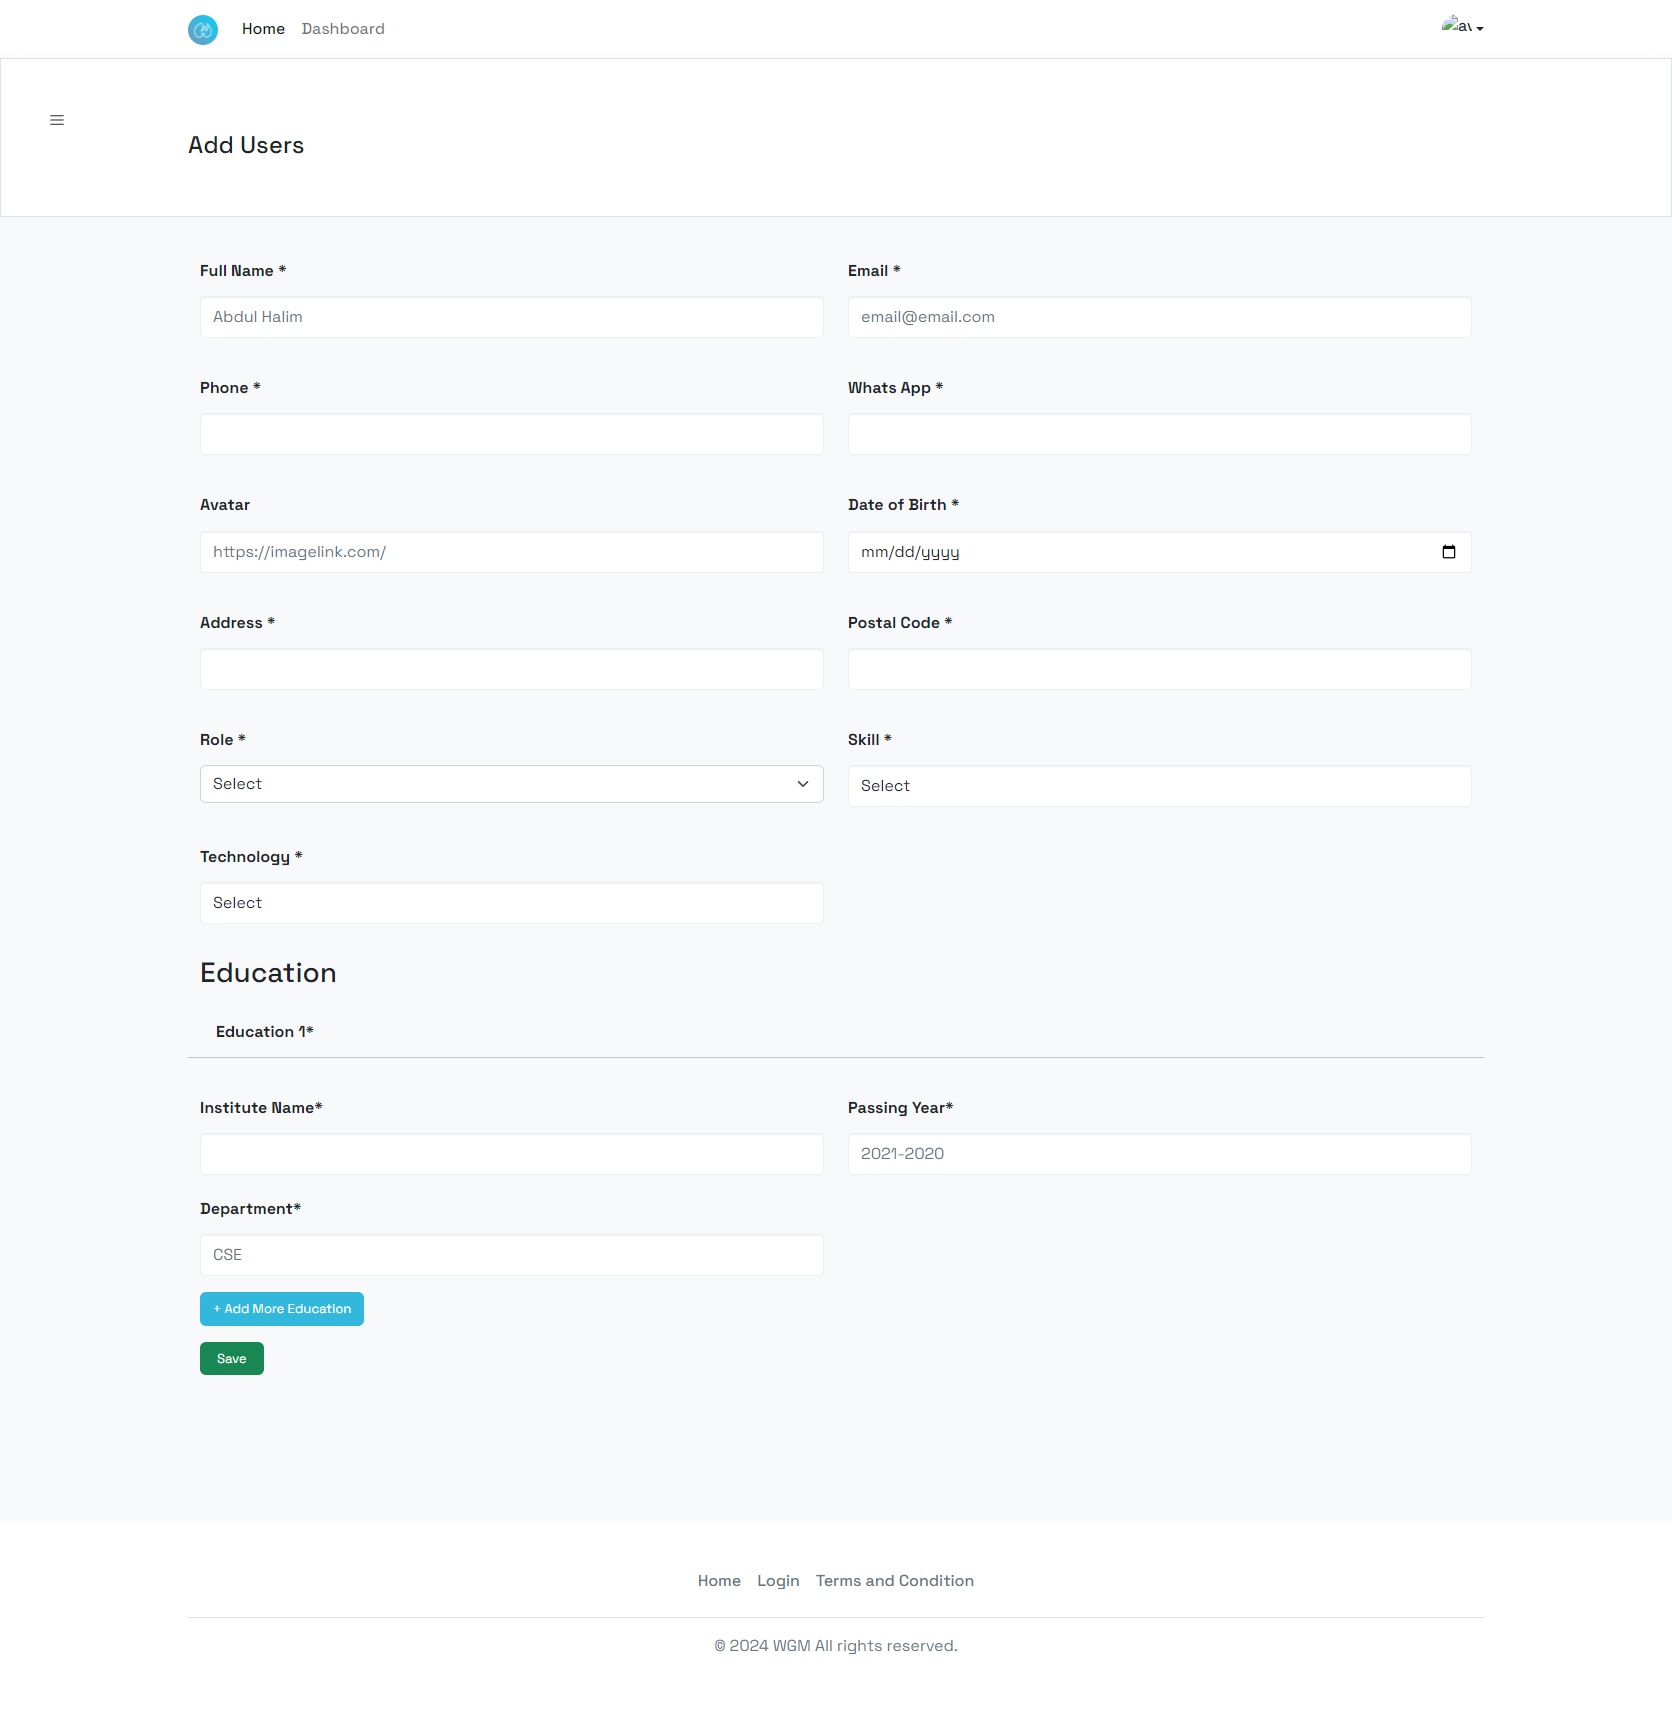 Home Dashboard
Add Users
Full Name * Email *
Abdul Halim email@email.com
Phone * Whats App *
Avatar Date of Birth *
https://imagelink.com/ mm/dd/yyyy
Address * Postal Code *
Role * Skill *
Select Select
Technology *
Select
Education
Education 1*
Institute Name* Passing Year*
2021-2020
Department*
CSE
+ Add More Education
Save
Home Login Terms and Condition
© 2024 WGM All rights reserved.